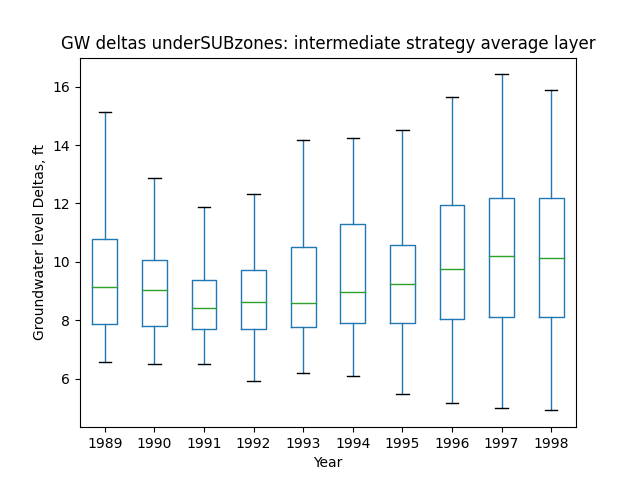 GW deltas underSUBzones: intermediate strategy average layer
Groundwater level Deltas, ft
16
14
12
10
8
6
1989 1990 1991 1992 1993 1994 1995 1996 1997 1998
Year